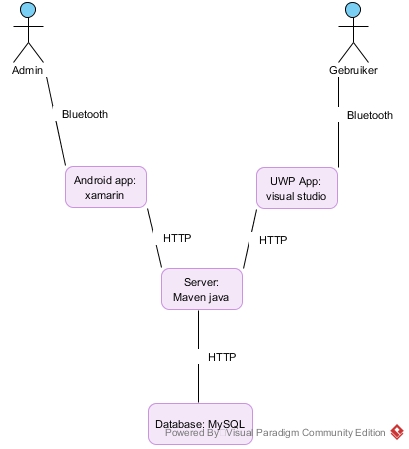 Admin
Gebruiker
Bluetooth
Bluetooth
Android app:
xamarin
UWP App:
visual studio
HTTP
HTTP
Server:
Maven java
HTTP
Database: MySQL
Powered By Visual Paradigm Community Edition